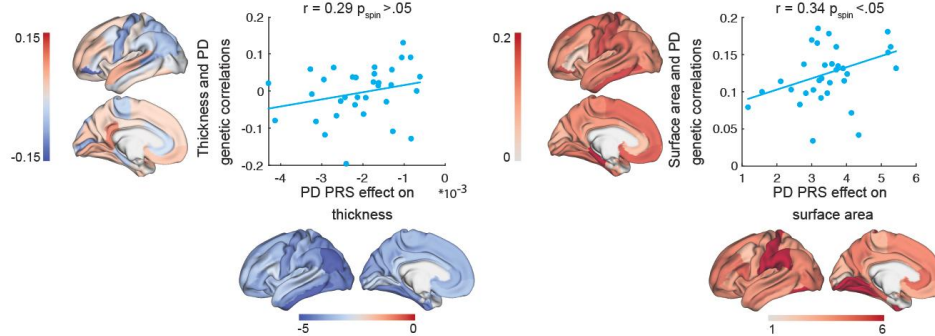 r = 0.29 p spin >.05
0.15
-0.15
Thickness and PD
genetic correlations
0.2
0.1
0
-0.1
-0.2
-4 -3 -2 -1 0
PD PRS effect on *10⁻³
thickness
-5 0
r = 0.34 p spin <.05
0.2
0
Surface area and PD
genetic correlations
0.2
0.15
0.1
0.05
0
1 2 3 4 5 6
PD PRS effect on
surface area
1 6